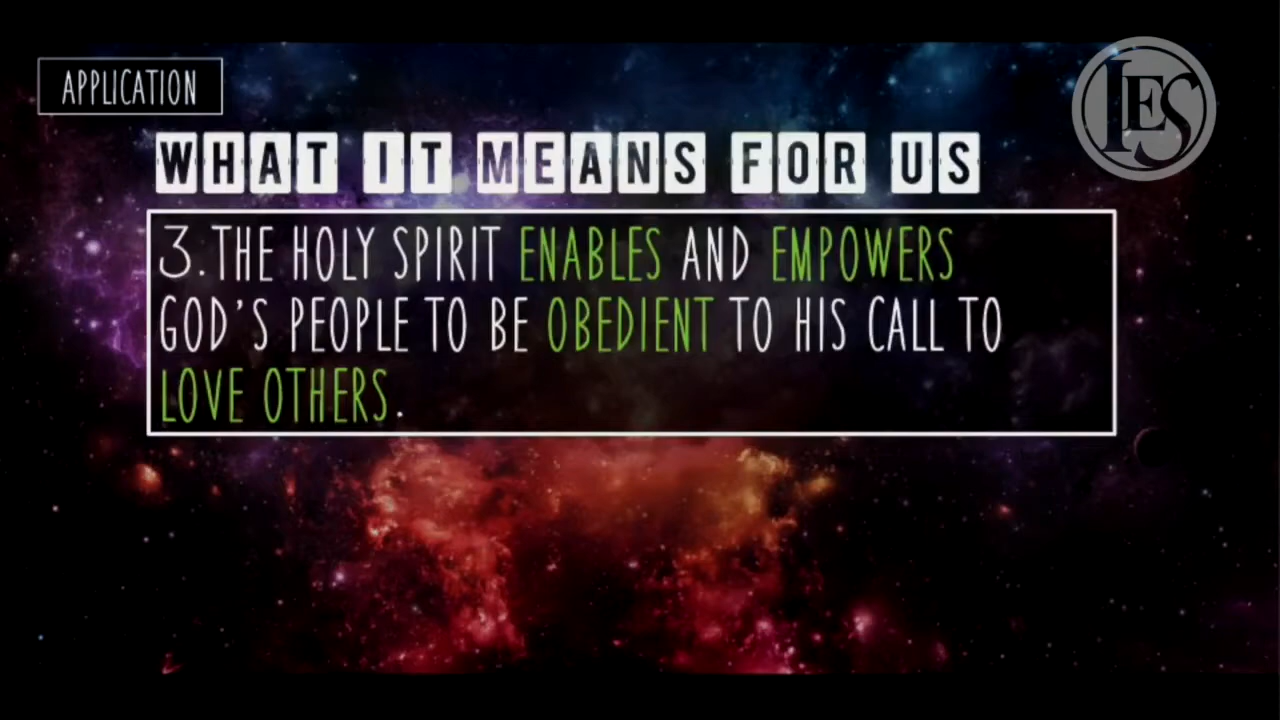 APPLICATION
IES
WHAT IT MEANS FOR US
3.THE HOLY SPIRIT ENABLES AND EMPOWERS
GOD'S PEOPLE TO BE OBEDIENT TO HIS CALL TO
LOVE OTHERS.